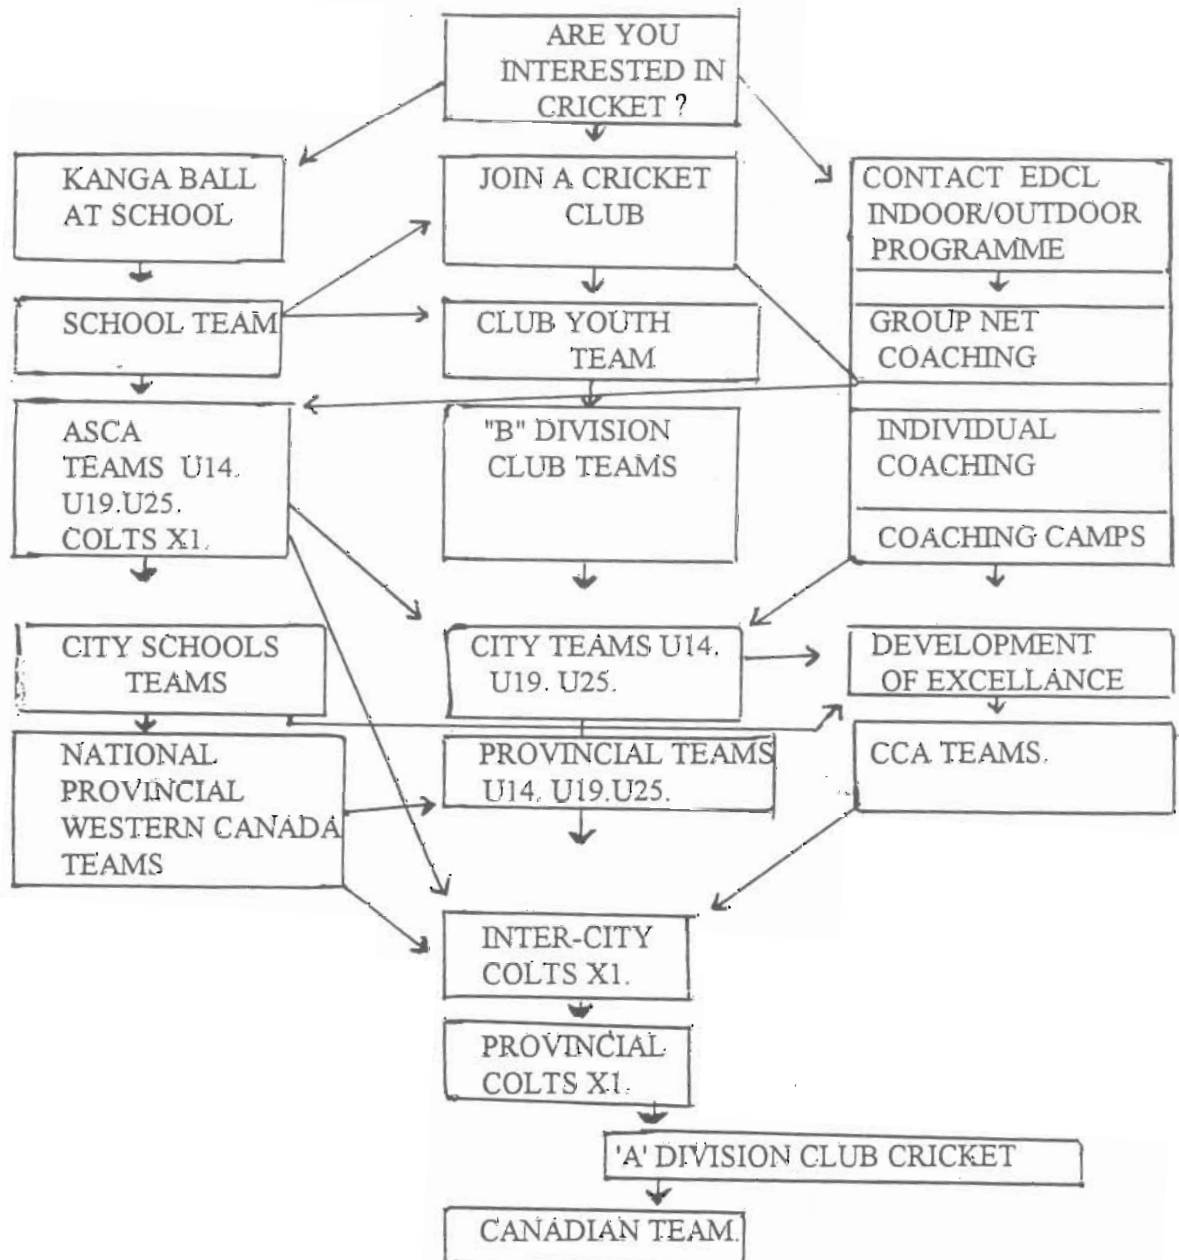 ARE YOU
INTERESTED IN
CRICKET ?
KANGA BALL
AT SCHOOL
JOIN A CRICKET
CLUB
CONTACT EDCL
INDOOR/OUTDOOR
PROGRAMME
SCHOOL TEAM
CLUB YOUTH
TEAM
GROUP NET
COACHING
ASCA
TEAMS U14.
U19.U25.
COLTS X1.
"B" DIVISION
CLUB TEAMS
INDIVIDUAL
COACHING
COACHING CAMPS
CITY SCHOOLS
TEAMS
CITY TEAMS U14.
U19. U25.
DEVELOPMENT
OF EXCELLANCE
NATIONAL
PROVINCIAL
WESTERN CANADA
TEAMS
PROVINCIAL TEAMS
U14. U19.U25.
CCA TEAMS.
INTER-CITY
COLTS X1.
PROVINCIAL
COLTS X1.
'A' DIVISION CLUB CRICKET
CANADIAN TEAM.